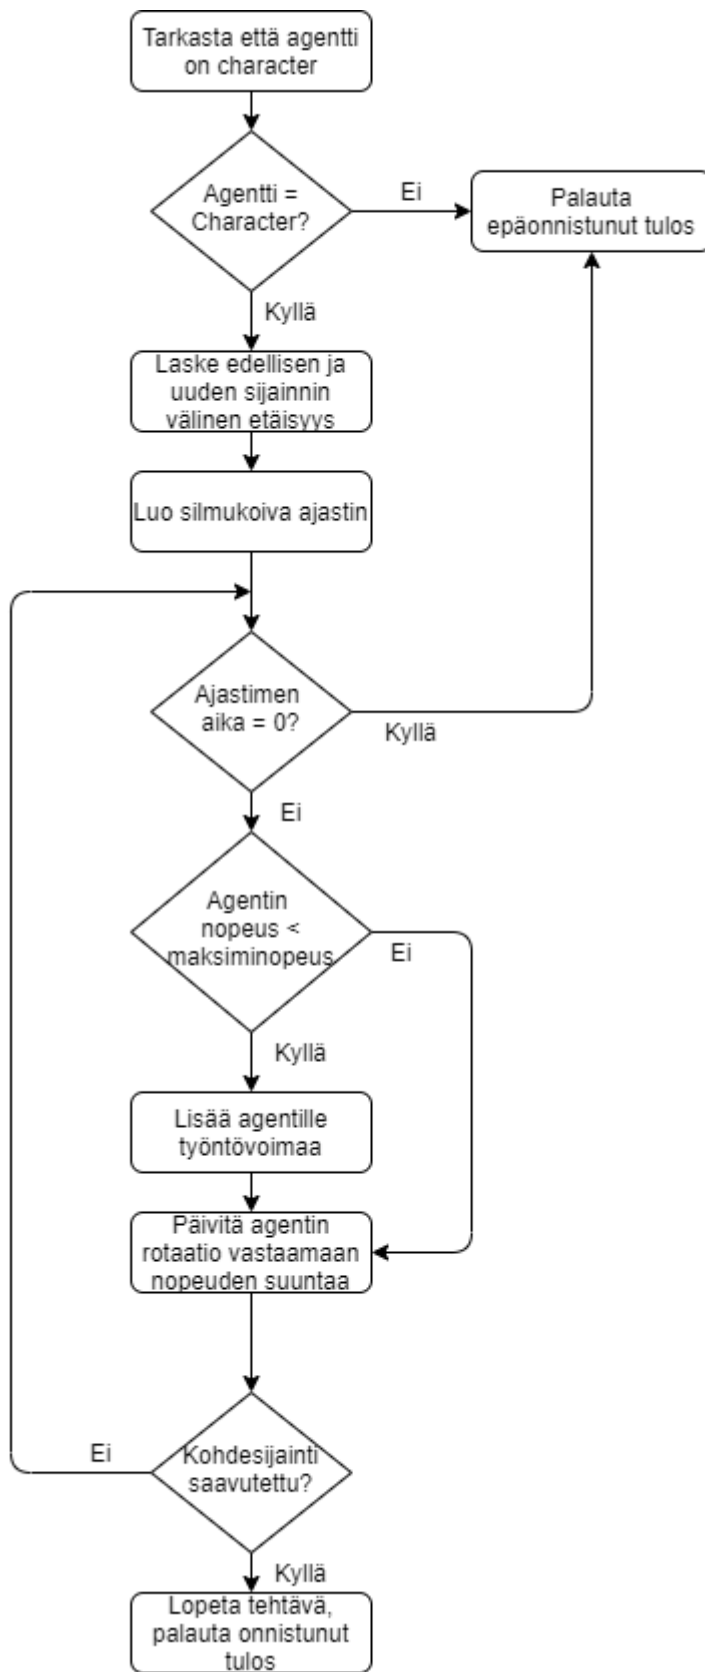 Tarkasta että agentti
on character
Agentti =
Character?
Ei
Palauta
epäonnistunut tulos
Kyllä
Laske edellisen ja
uuden sijainnin
välinen etäisyys
Luo silmukoiva ajastin
Ajastimen
aika = 0?
Kyllä
Ei
Agentin
nopeus <
maksiminopeus
Ei
Kyllä
Lisää agentille
työntövoimaa
Päivitä agentin
rotaatio vastaamaan
nopeuden suuntaa
Ei
Kohdesijainti
saavutettu?
Kyllä
Lopeta tehtävä,
palauta onnistunut
tulos